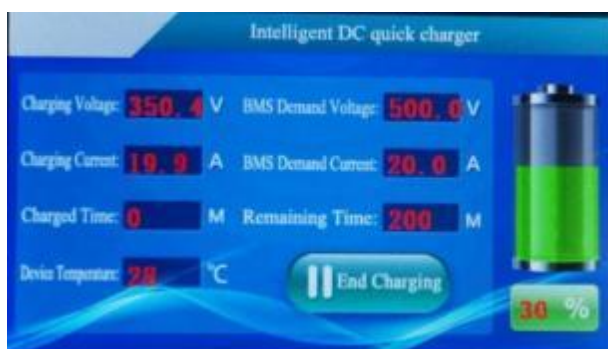 Intelligent DC quick charger
Charging Voltage: 350.4 V BMS Demand Voltage: 500.0 V
Charging Current: 19.9 A BMS Demand Current: 20.0 A
Charged Time: 0 M Remaining Time: 200 M
Device Temperature: 28 °C End Charging
30 %